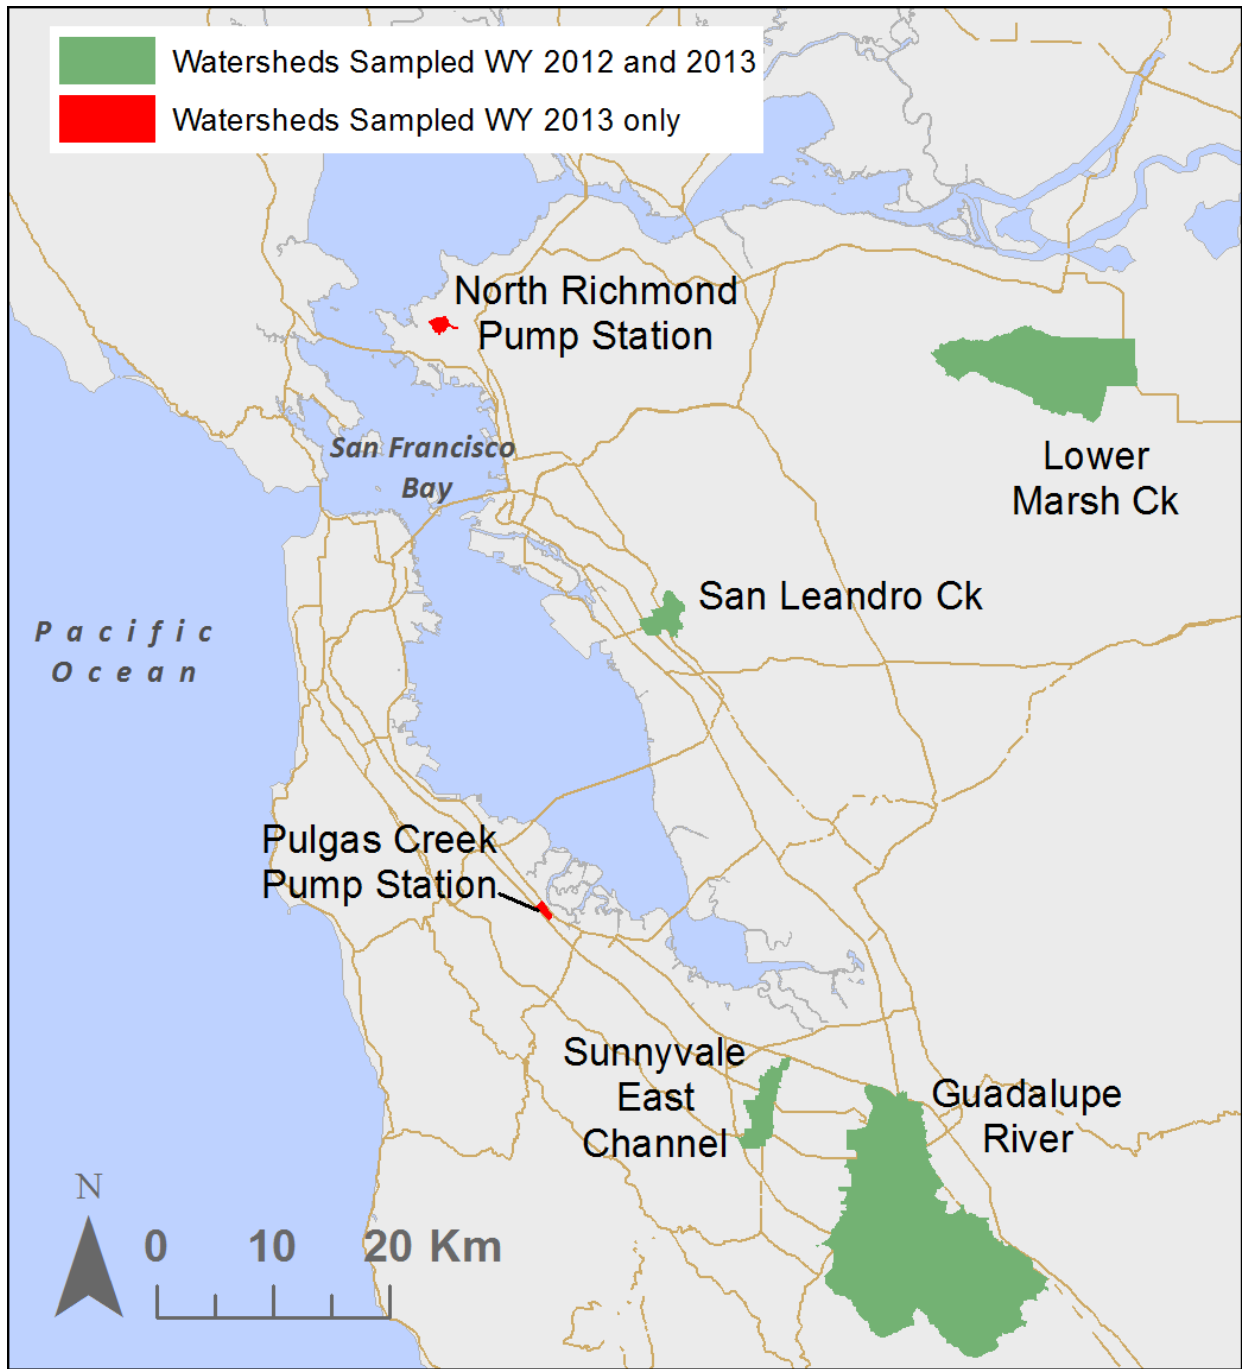 Watersheds Sampled WY 2012 and 2013
Watersheds Sampled WY 2013 only
North Richmond
Pump Station
San Francisco
Bay
Lower
Marsh Ck
San Leandro Ck
Pacific
Ocean
Pulgas Creek
Pump Station
Sunnyvale
East
Channel
Guadalupe
River
N
0 10 20 Km